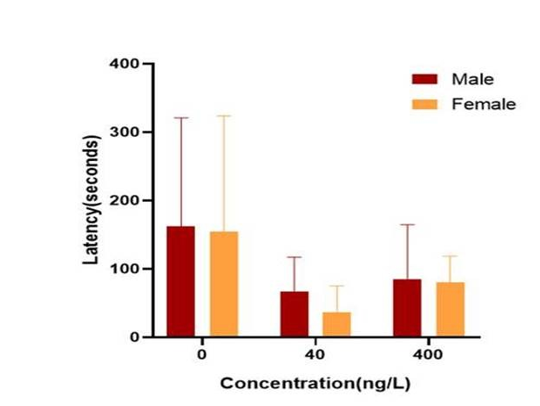 400
Male
Female
300
200
100
0
Latency(seconds)
0 40 400
Concentration(ng/L)